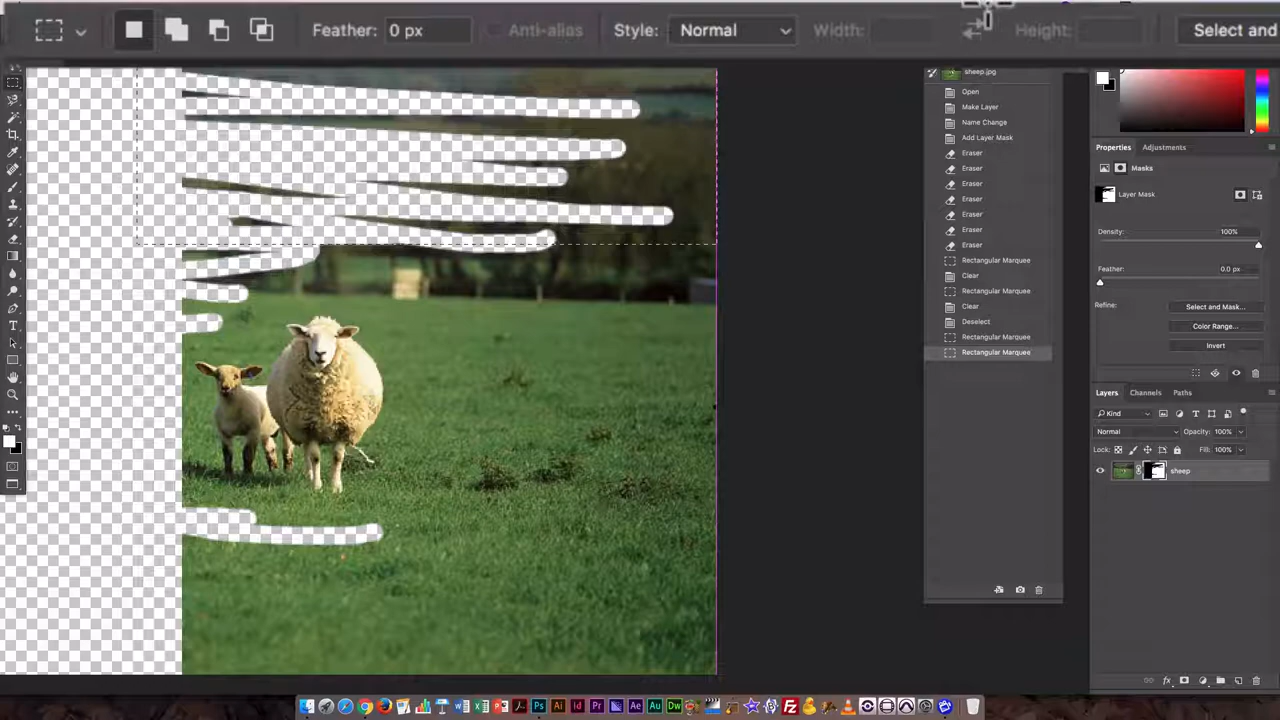 Feather: 0 px Anti-alias Style: Normal Width: Height: Select and
sheep.jpg
Open
Make Layer
Name Change
Add Layer Mask
Eraser
Eraser
Eraser
Eraser
Eraser
Eraser
Eraser
Rectangular Marquee
Clear
Rectangular Marquee
Clear
Deselect
Rectangular Marquee
Rectangular Marquee
Properties Adjustments
Masks
Layer Mask
Density: 100%
Feather: 0.0 px
Refine: Select and Mask...
Color Range...
Invert
Layers Channels Paths
Kind
Normal Opacity: 100%
Lock: Fill: 100%
sheep